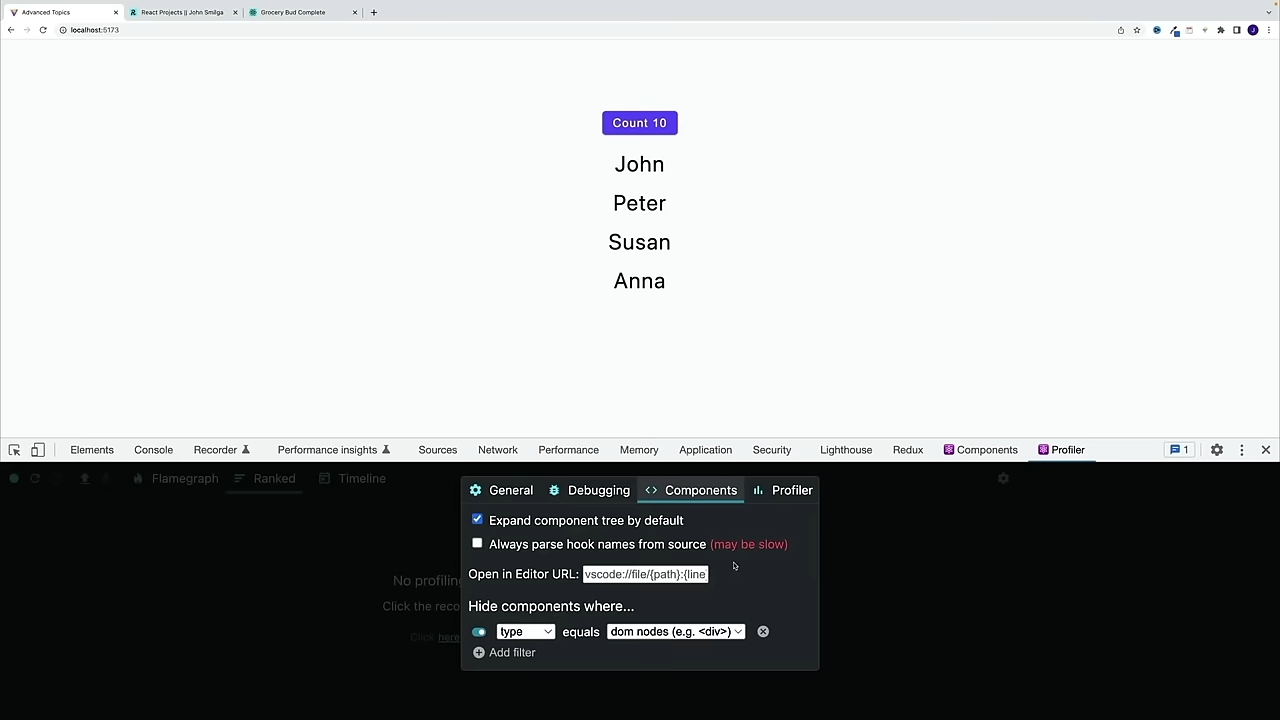 Advanced Topics
React Projects || John Smilga
Grocery Bud Complete
localhost:5173
J
Count 10
John
Peter
Susan
Anna
Elements Console Recorder Performance insights Sources Network Performance Memory Application Security Lighthouse Redux Components Profiler 1
Flamegraph Ranked Timeline
General Debugging Components Profiler
Expand component tree by default
Always parse hook names from source (may be slow)
No profiling
Open in Editor URL: vscode://file/{path}:{line
Click the reco
Hide components where...
Click here
type equals dom nodes (e.g. <div>)
Add filter